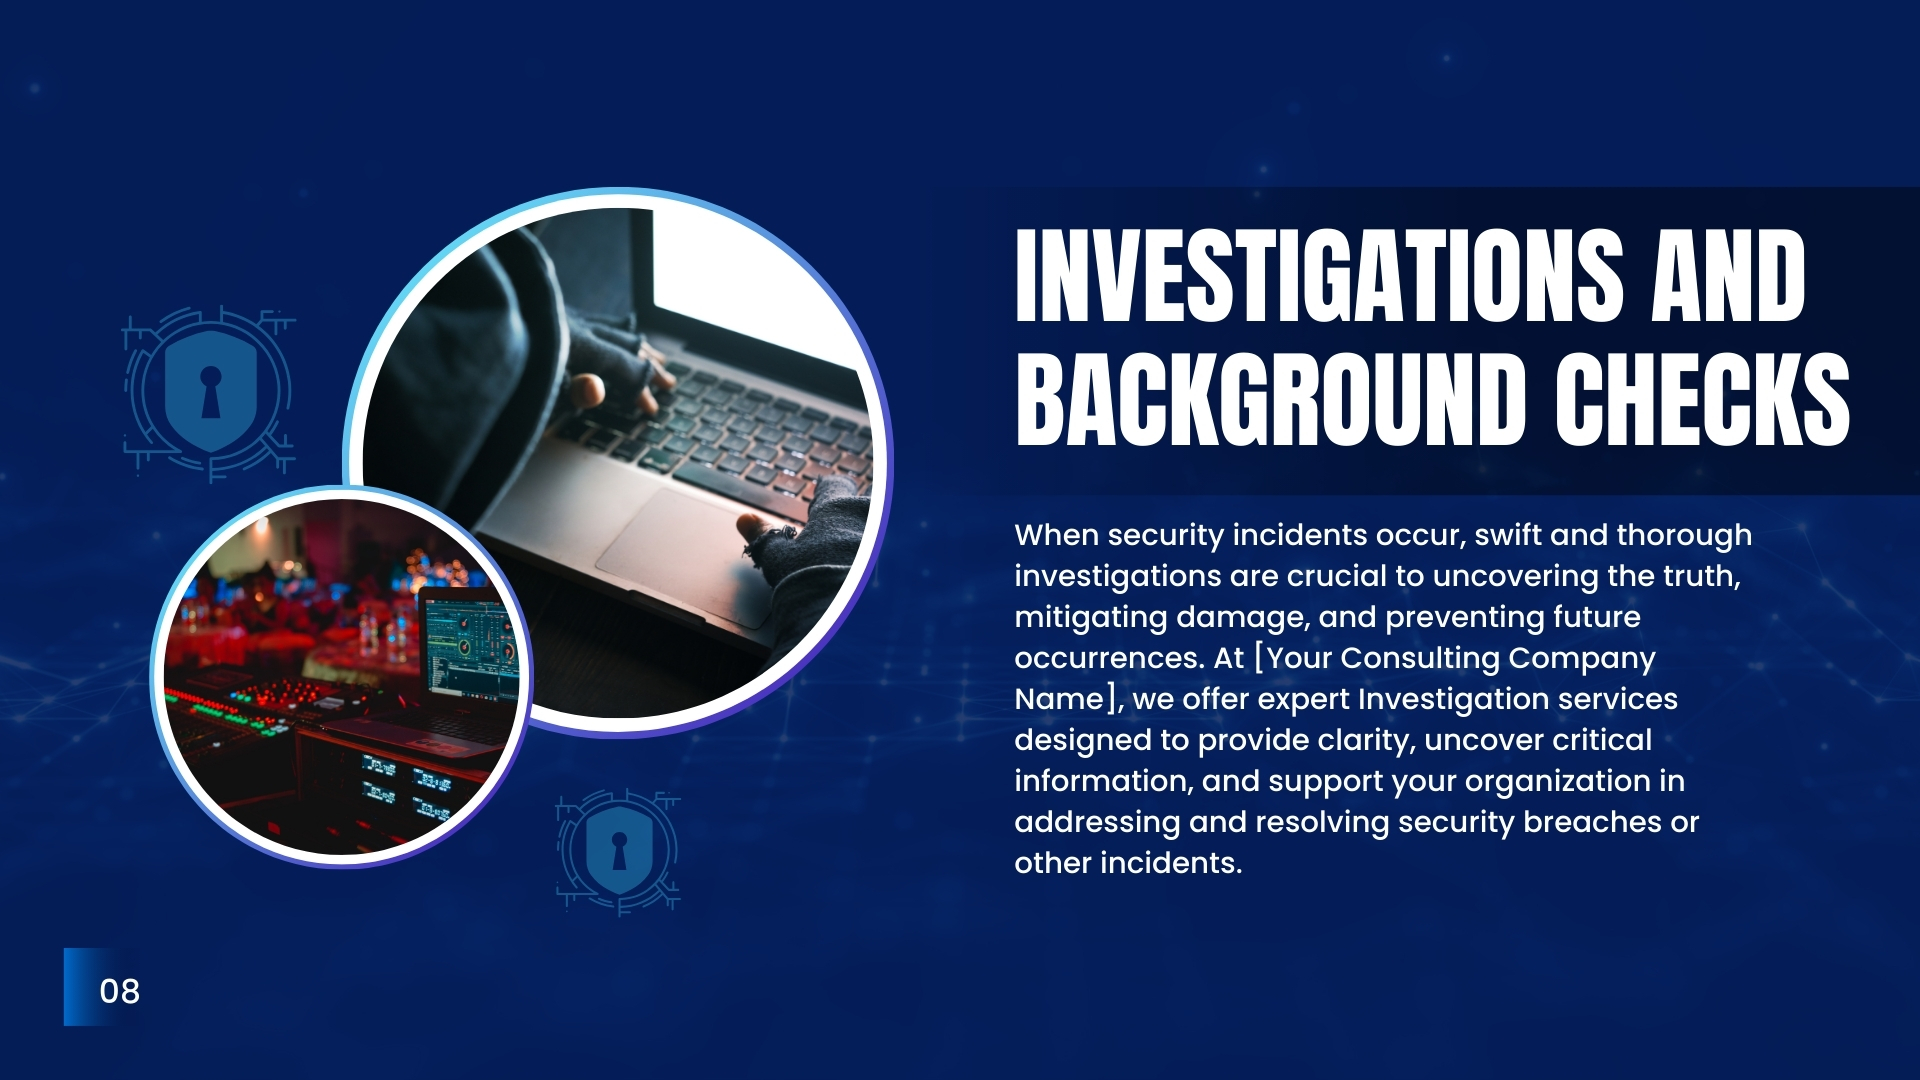 INVESTIGATIONS AND
BACKGROUND CHECKS
When security incidents occur, swift and thorough
investigations are crucial to uncovering the truth,
mitigating damage, and preventing future
occurrences. At [Your Consulting Company
Name], we offer expert Investigation services
designed to provide clarity, uncover critical
information, and support your organization in
addressing and resolving security breaches or
other incidents.
08